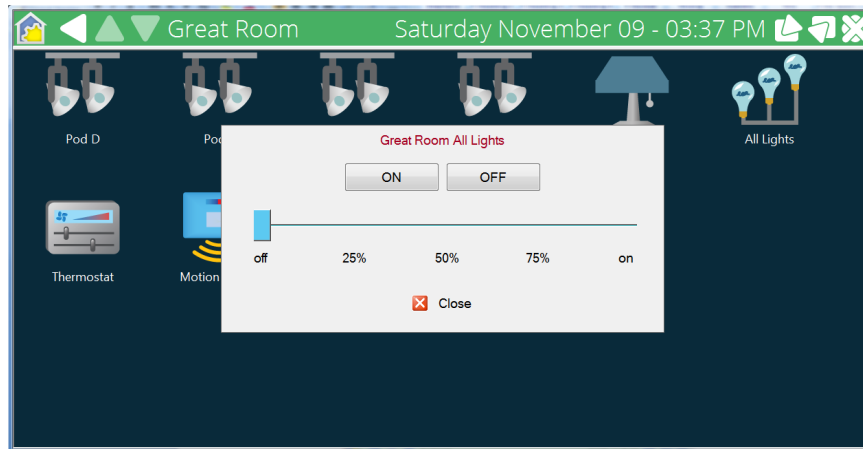 Great Room
Saturday November 09 - 03:37 PM
Pod D
All Lights
Great Room All Lights
ON
OFF
off 25% 50% 75% on
Thermostat
Motion
Close